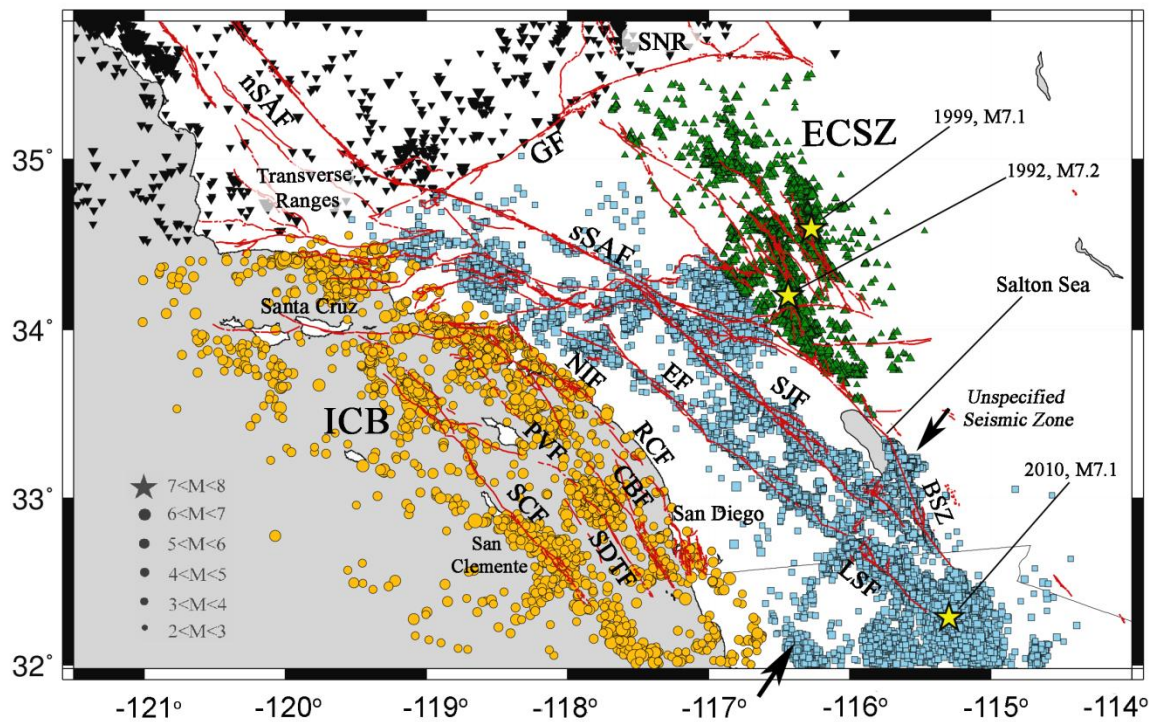 SNR
nSAF
ECSZ
1999, M7.1
35
GF
1992, M7.2
Transverse
Ranges
sSAF
Salton Sea
Santa Cruz
34
NIF
EF
SJF
Unspecified
Seismic Zone
ICB
PVF
RCF
2010, M7.1
7<M<8
6<M<7
33
SCF
CBF
BSZ
San Diego
5<M<6
San
Clemente
SDTF
LSF
4<M<5
3<M<4
2<M<3
32
-121° -120 -119 -118 -117 -116 -115 -114°